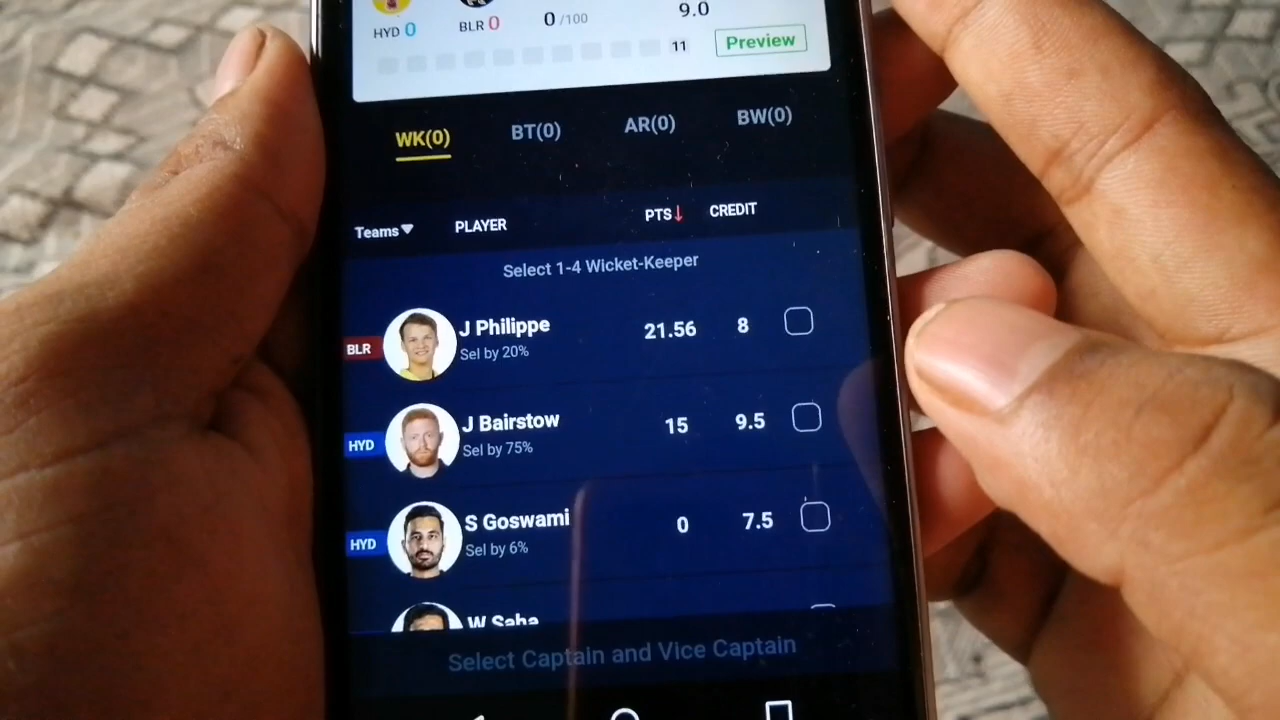 HYD 0 BLR 0 0 /100 9.0
11 Preview
WK(0) BT(0) AR(0) BW(0)
Teams PLAYER PTS↓ CREDIT
Select 1-4 Wicket-Keeper
BLR J Philippe 21.56 8
Sel by 20%
HYD J Bairstow 15 9.5
Sel by 75%
HYD S Goswami 0 7.5
Sel by 6%
W Saha
Select Captain and Vice Captain